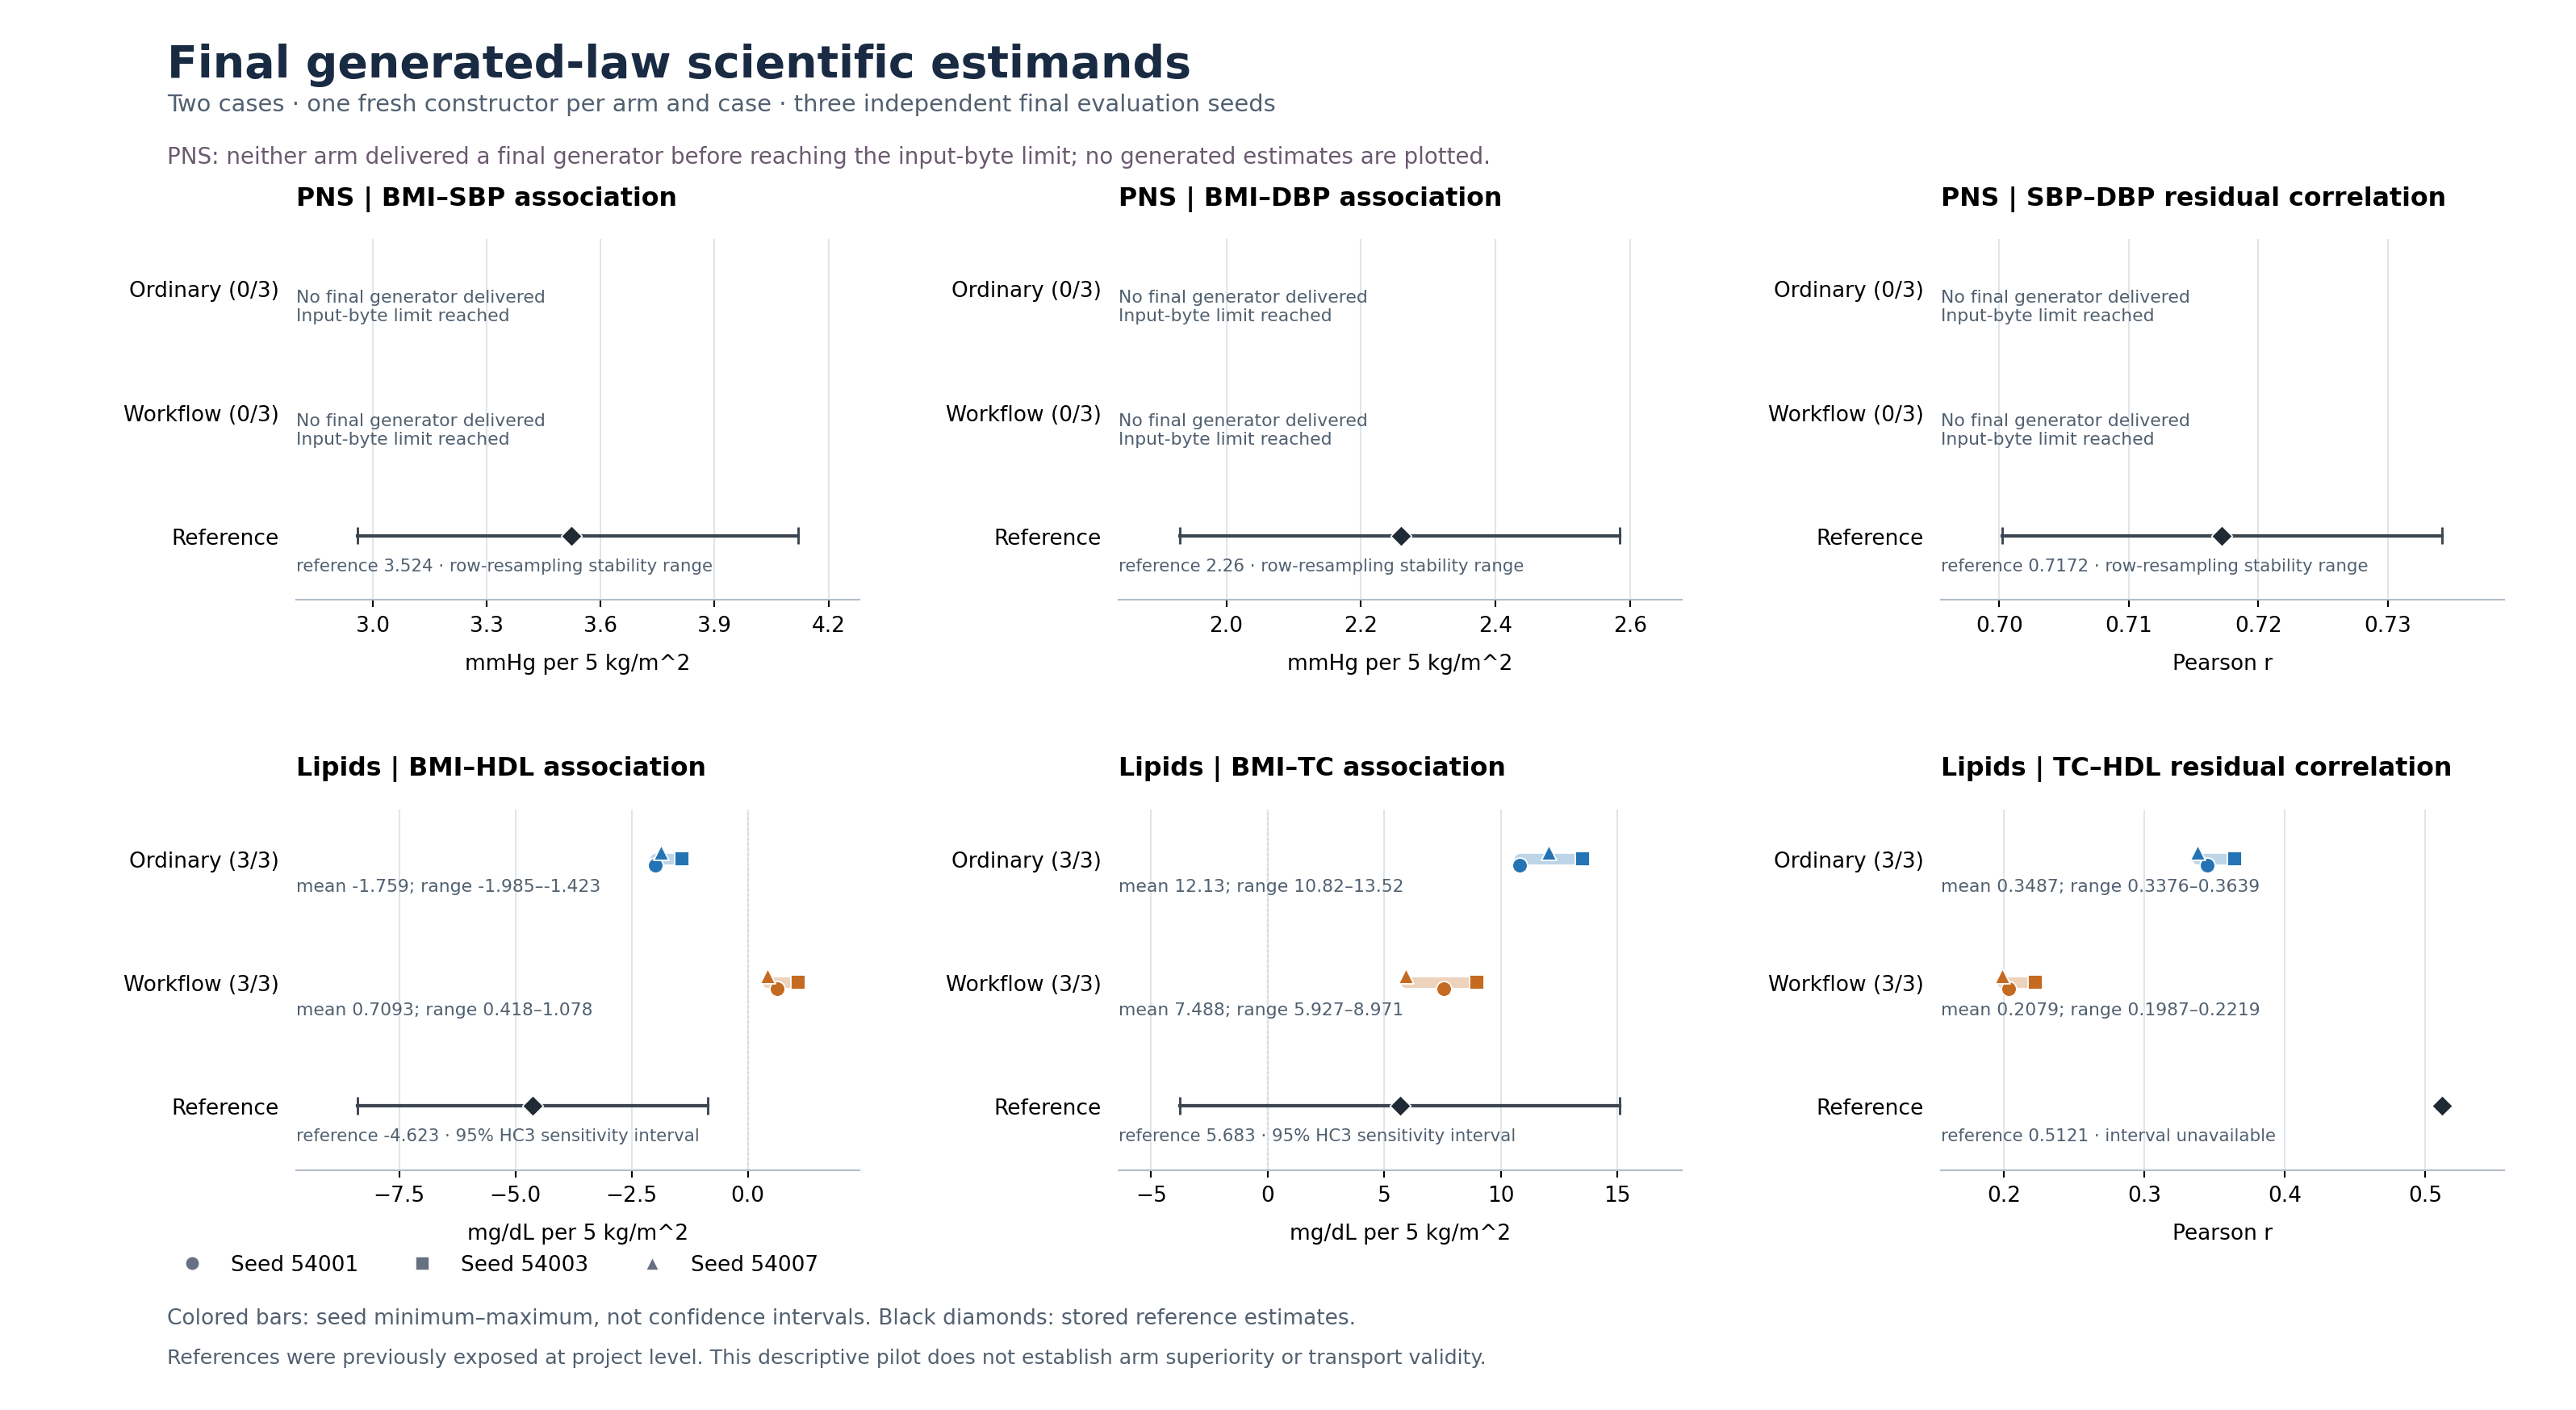 Final generated-law scientific estimands
Two cases · one fresh constructor per arm and case · three independent final evaluation seeds
PNS: neither arm delivered a final generator before reaching the input-byte limit; no generated estimates are plotted.
PNS | BMI–SBP association
Ordinary (0/3)
No final generator delivered
Input-byte limit reached
Workflow (0/3)
No final generator delivered
Input-byte limit reached
Reference
reference 3.524 · row-resampling stability range
3.0 3.3 3.6 3.9 4.2
mmHg per 5 kg/m^2
PNS | BMI–DBP association
Ordinary (0/3)
No final generator delivered
Input-byte limit reached
Workflow (0/3)
No final generator delivered
Input-byte limit reached
Reference
reference 2.26 · row-resampling stability range
2.0 2.2 2.4 2.6
mmHg per 5 kg/m^2
PNS | SBP–DBP residual correlation
Ordinary (0/3)
No final generator delivered
Input-byte limit reached
Workflow (0/3)
No final generator delivered
Input-byte limit reached
Reference
reference 0.7172 · row-resampling stability range
0.70 0.71 0.72 0.73
Pearson r
Lipids | BMI–HDL association
Ordinary (3/3)
mean -1.759; range -1.985–-1.423
Workflow (3/3)
mean 0.7093; range 0.418–1.078
Reference
reference -4.623 · 95% HC3 sensitivity interval
−7.5 −5.0 −2.5 0.0
mg/dL per 5 kg/m^2
Lipids | BMI–TC association
Ordinary (3/3)
mean 12.13; range 10.82–13.52
Workflow (3/3)
mean 7.488; range 5.927–8.971
Reference
reference 5.683 · 95% HC3 sensitivity interval
−5 0 5 10 15
mg/dL per 5 kg/m^2
Lipids | TC–HDL residual correlation
Ordinary (3/3)
mean 0.3487; range 0.3376–0.3639
Workflow (3/3)
mean 0.2079; range 0.1987–0.2219
Reference
reference 0.5121 · interval unavailable
0.2 0.3 0.4 0.5
Pearson r
Seed 54001 Seed 54003 Seed 54007
Colored bars: seed minimum–maximum, not confidence intervals. Black diamonds: stored reference estimates.
References were previously exposed at project level. This descriptive pilot does not establish arm superiority or transport validity.